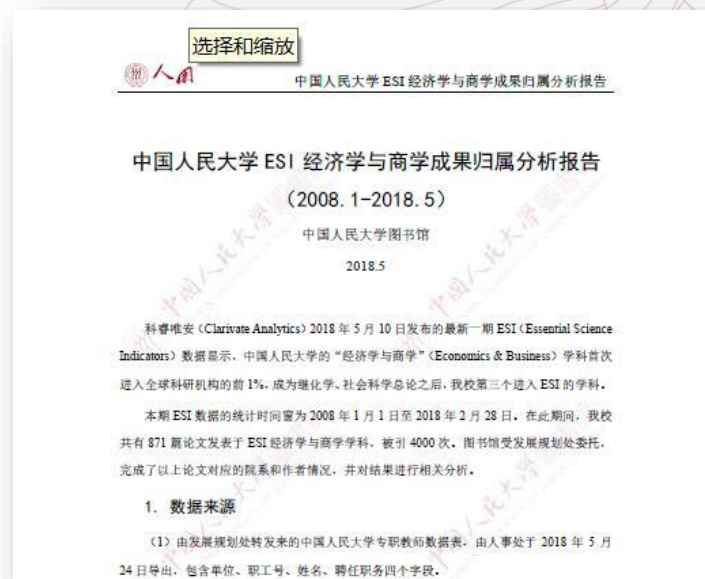 选择和缩放
人图
中国人民大学 ESI 经济学与商学成果归属分析报告
中国人民大学 ESI 经济学与商学成果归属分析报告
（2008.1-2018.5）
中国人民大学图书馆
2018.5
科睿唯安（Clarivate Analytics）2018 年 5 月 10 日发布的最新一期 ESI（Essential Science
Indicators）数据显示，中国人民大学的“经济学与商学”（Economics & Business）学科首次
进入全球科研机构的前 1%，成为继化学、社会科学总论之后，我校第三个进入 ESI 的学科。
本期 ESI 数据的统计时间窗为 2008 年 1 月 1 日至 2018 年 2 月 28 日。在此期间，我校
共有 871 篇论文发表于 ESI 经济学与商学学科，被引 4000 次。图书馆受发展规划处委托，
完成了以上论文对应的院系和作者情况，并对结果进行相关分析。
1. 数据来源
（1）由发展规划处转发来的中国人民大学专职教师数据表，由人事处于 2018 年 5 月
24 日导出，包含单位、职工号、姓名、聘任职务四个字段。